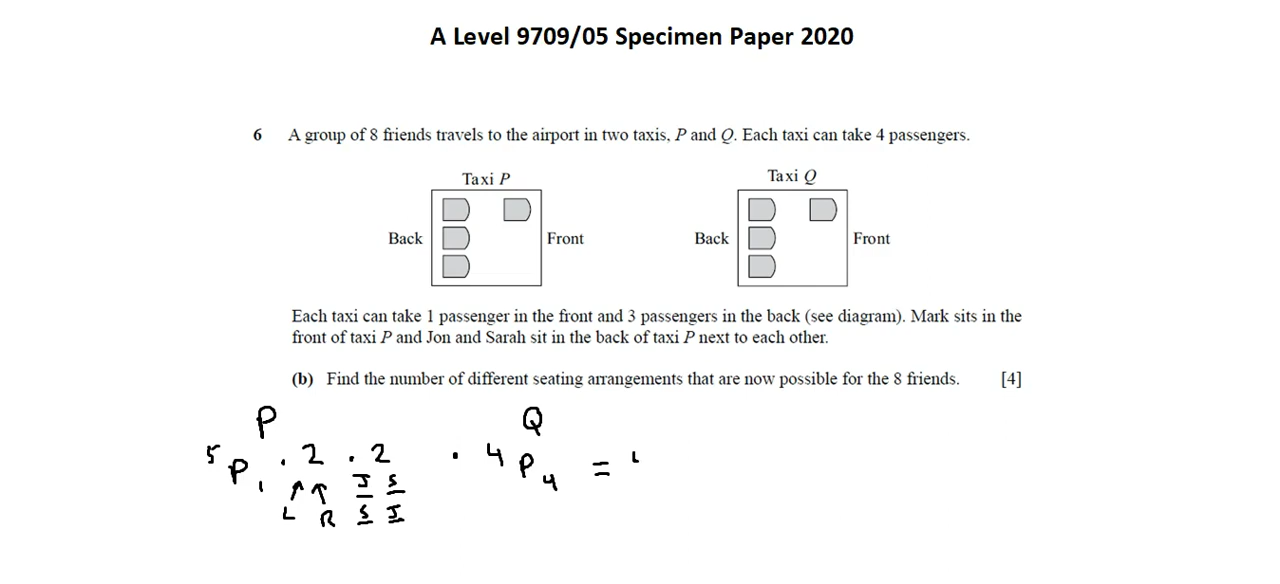 A Level 9709/05 Specimen Paper 2020
6 A group of 8 friends travels to the airport in two taxis, P and Q. Each taxi can take 4 passengers.
Taxi P Taxi Q
Back Front Back Front
Each taxi can take 1 passenger in the front and 3 passengers in the back (see diagram). Mark sits in the
front of taxi P and Jon and Sarah sit in the back of taxi P next to each other.
(b) Find the number of different seating arrangements that are now possible for the 8 friends. [4]
P Q
5P1 . 2 . 2 . 4P4 =
J S
L R S J